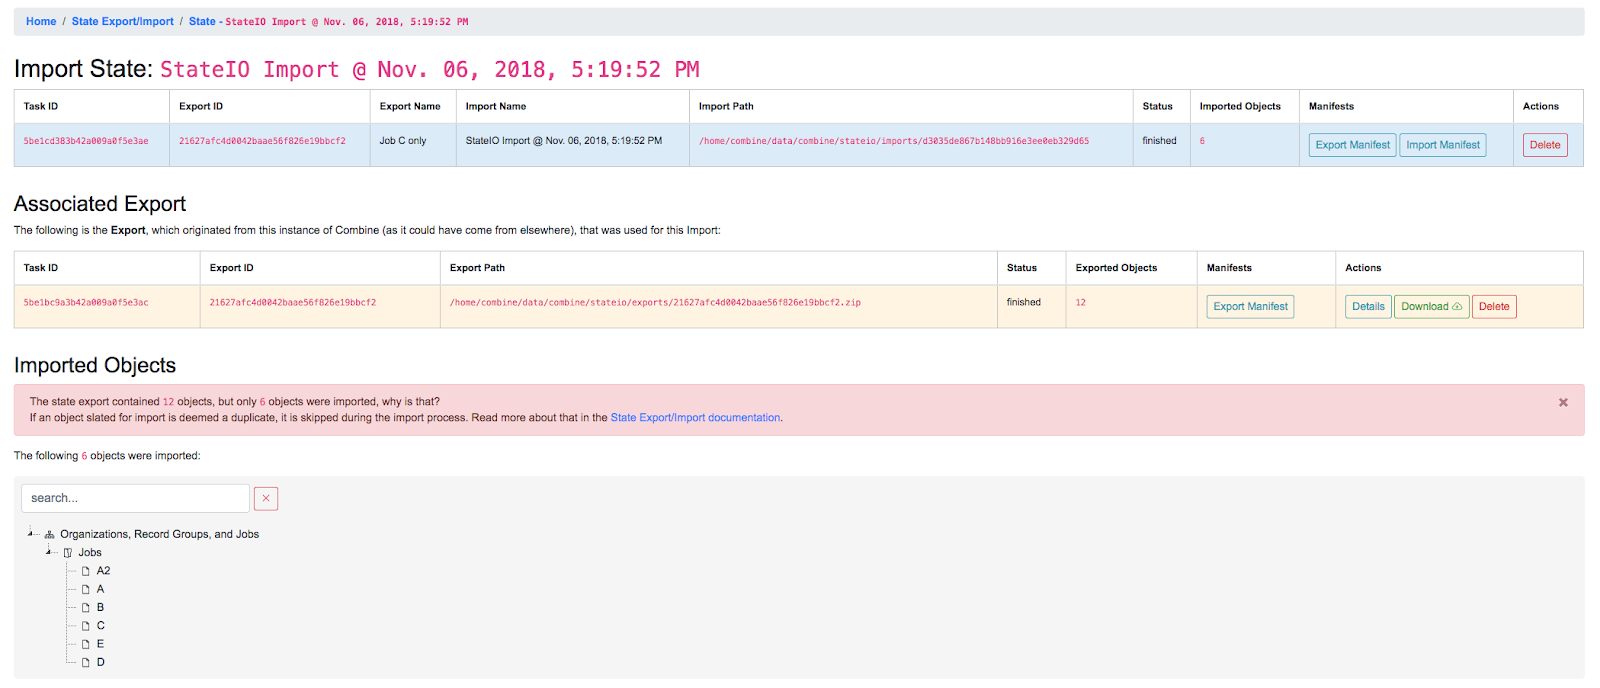 Home / State Export/Import / State - StateIO Import @ Nov. 06, 2018, 5:19:52 PM
Import State: StateIO Import @ Nov. 06, 2018, 5:19:52 PM
Task ID Export ID Export Name Import Name Import Path Status Imported Objects Manifests Actions
5be1cd383b42a009a0f5e3ae 21627afc4d0042baae56f826e19bbcf2 Job C only StateIO Import @ Nov. 06, 2018, 5:19:52 PM /home/combine/data/combine/stateio/imports/d3035de867b148bb916e3ee0eb329d65 finished 6 Export Manifest Import Manifest Delete
Associated Export
The following is the Export, which originated from this instance of Combine (as it could have come from elsewhere), that was used for this Import:
Task ID Export ID Export Path Status Exported Objects Manifests Actions
5be1bc9a3b42a009a0f5e3ac 21627afc4d0042baae56f826e19bbcf2 /home/combine/data/combine/stateio/exports/21627afc4d0042baae56f826e19bbcf2.zip finished 12 Export Manifest Details Download Delete
Imported Objects
The state export contained 12 objects, but only 6 objects were imported, why is that?
If an object slated for import is deemed a duplicate, it is skipped during the import process. Read more about that in the State Export/Import documentation.
The following 6 objects were imported:
search...
Organizations, Record Groups, and Jobs
Jobs
A2
A
B
C
E
D